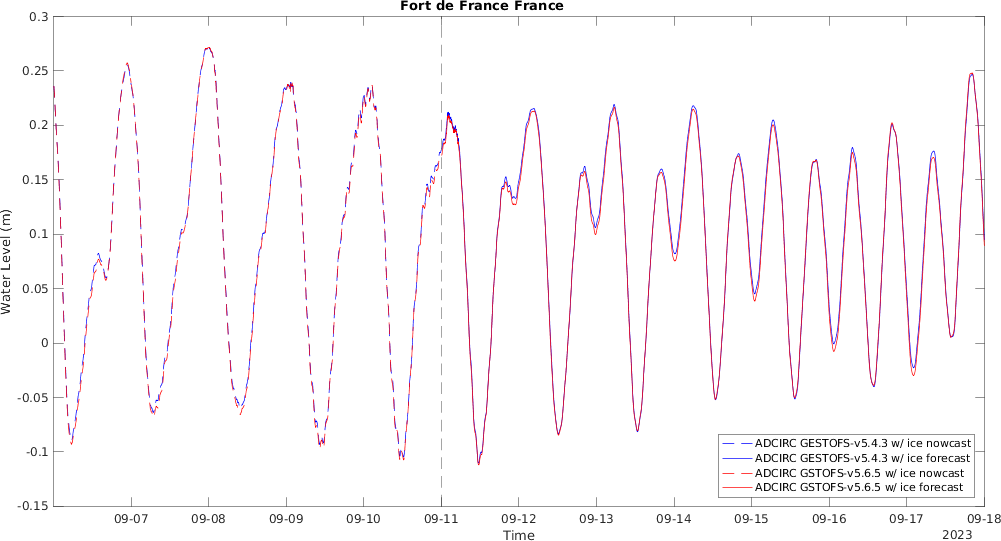 Fort de France France
0.3
0.25
0.2
0.15
0.1
0.05
0
-0.05
-0.1
-0.15
Water Level (m)
ADCIRC GESTOFS-v5.4.3 w/ ice nowcast
ADCIRC GESTOFS-v5.4.3 w/ ice forecast
ADCIRC GSTOFS-v5.6.5 w/ ice nowcast
ADCIRC GSTOFS-v5.6.5 w/ ice forecast
09-07 09-08 09-09 09-10 09-11 09-12 09-13 09-14 09-15 09-16 09-17 09-18
Time
2023